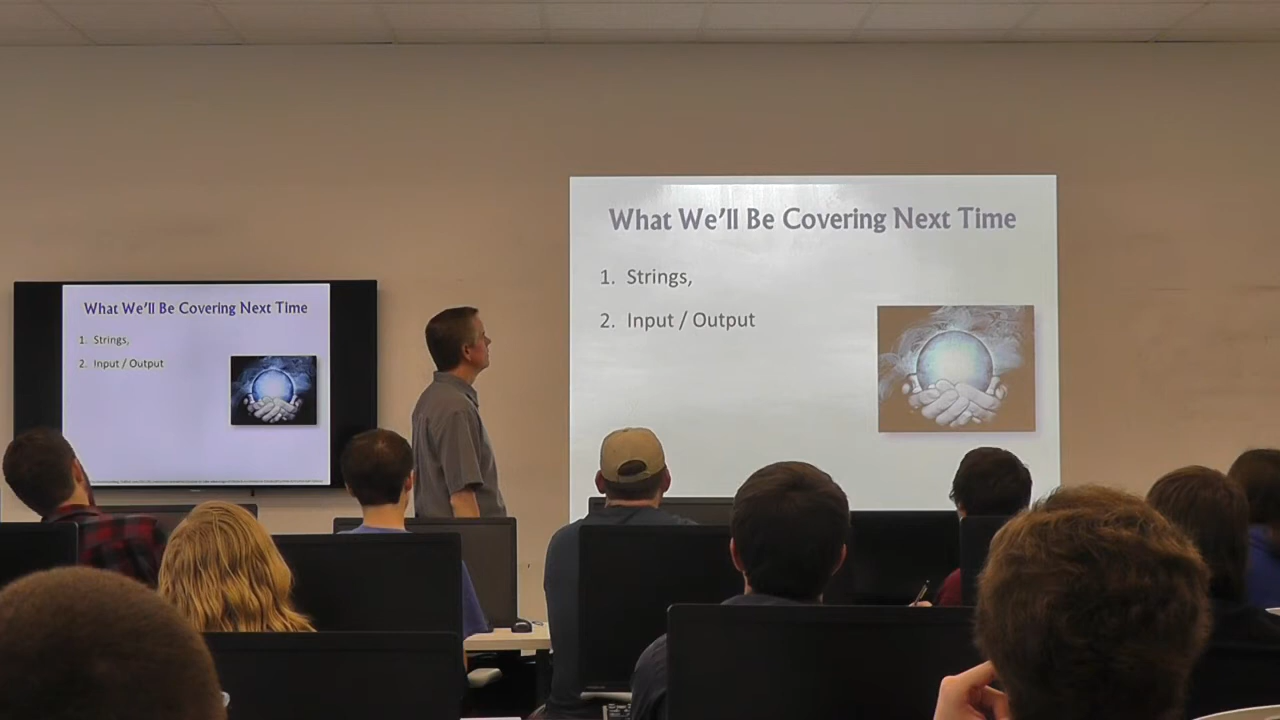 What We'll Be Covering Next Time
1. Strings,
2. Input / Output
What We'll Be Covering Next Time
1. Strings,
2. Input / Output